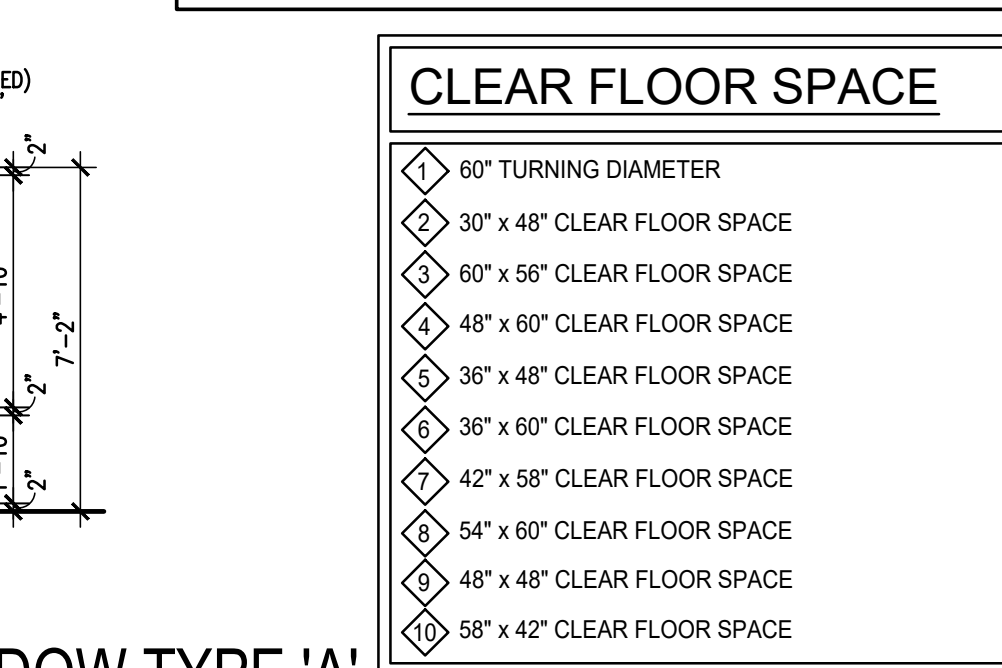 ED)
2"
7'-2"
2"
2"
TYPE 'A'
CLEAR FLOOR SPACE
1 60" TURNING DIAMETER
2 30" x 48" CLEAR FLOOR SPACE
3 60" x 56" CLEAR FLOOR SPACE
4 48" x 60" CLEAR FLOOR SPACE
5 36" x 48" CLEAR FLOOR SPACE
6 36" x 60" CLEAR FLOOR SPACE
7 42" x 58" CLEAR FLOOR SPACE
8 54" x 60" CLEAR FLOOR SPACE
9 48" x 48" CLEAR FLOOR SPACE
10 58" x 42" CLEAR FLOOR SPACE